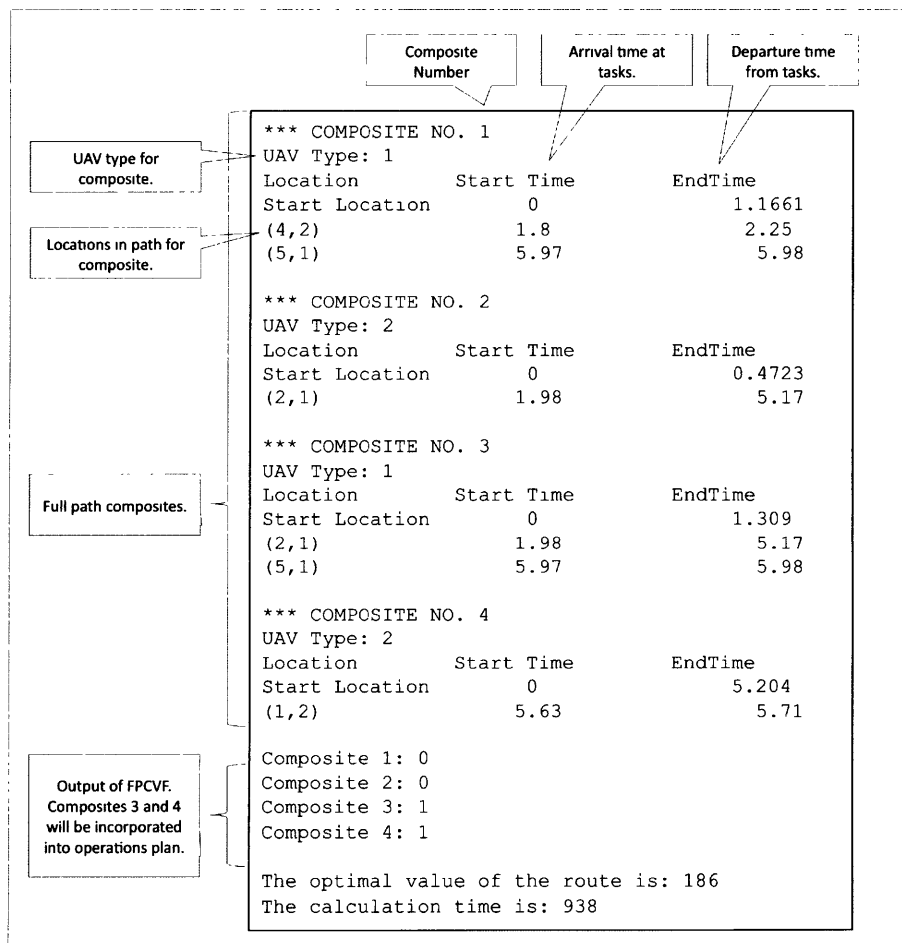 Composite
Number
Arrival time at
tasks.
Departure time
from tasks.
*** COMPOSITE NO. 1
UAV type for
composite.
UAV Type: 1
Location Start Time EndTime
Start Location 0 1.1661
Locations in path for
composite.
(4,2) 1.8 2.25
(5,1) 5.97 5.98
*** COMPOSITE NO. 2
UAV Type: 2
Location Start Time EndTime
Start Location 0 0.4723
(2,1) 1.98 5.17
*** COMPOSITE NO. 3
UAV Type: 1
Full path composites.
Location Start Time EndTime
Start Location 0 1.309
(2,1) 1.98 5.17
(5,1) 5.97 5.98
*** COMPOSITE NO. 4
UAV Type: 2
Location Start Time EndTime
Start Location 0 5.204
(1,2) 5.63 5.71
Output of FPCVF.
Composites 3 and 4
will be incorporated
into operations plan.
Composite 1: 0
Composite 2: 0
Composite 3: 1
Composite 4: 1
The optimal value of the route is: 186
The calculation time is: 938